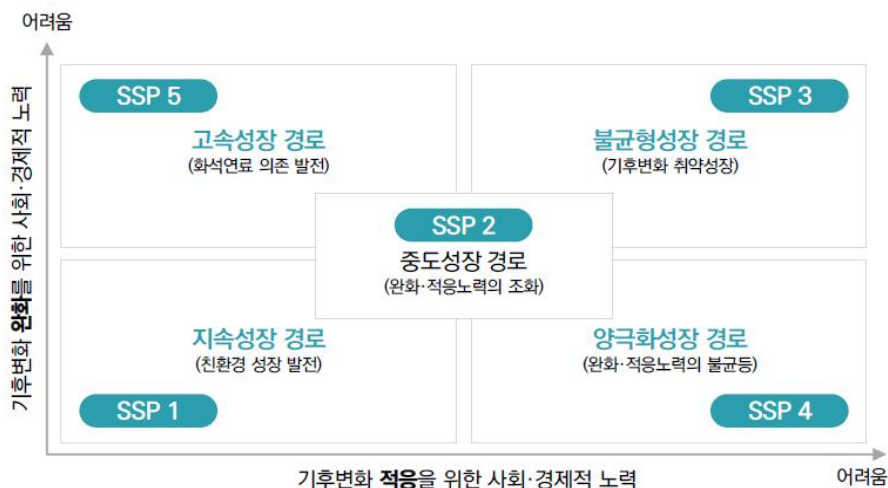 어려움
기후변화 완화를 위한 사회·경제적 노력
SSP 5
고속성장 경로
(화석연료 의존 발전)
SSP 3
불균형성장 경로
(기후변화 취약성장)
SSP 2
중도성장 경로
(완화·적응노력의 조화)
지속성장 경로
(친환경 성장 발전)
SSP 1
양극화성장 경로
(완화·적응노력의 불균등)
SSP 4
기후변화 적응을 위한 사회·경제적 노력
어려움